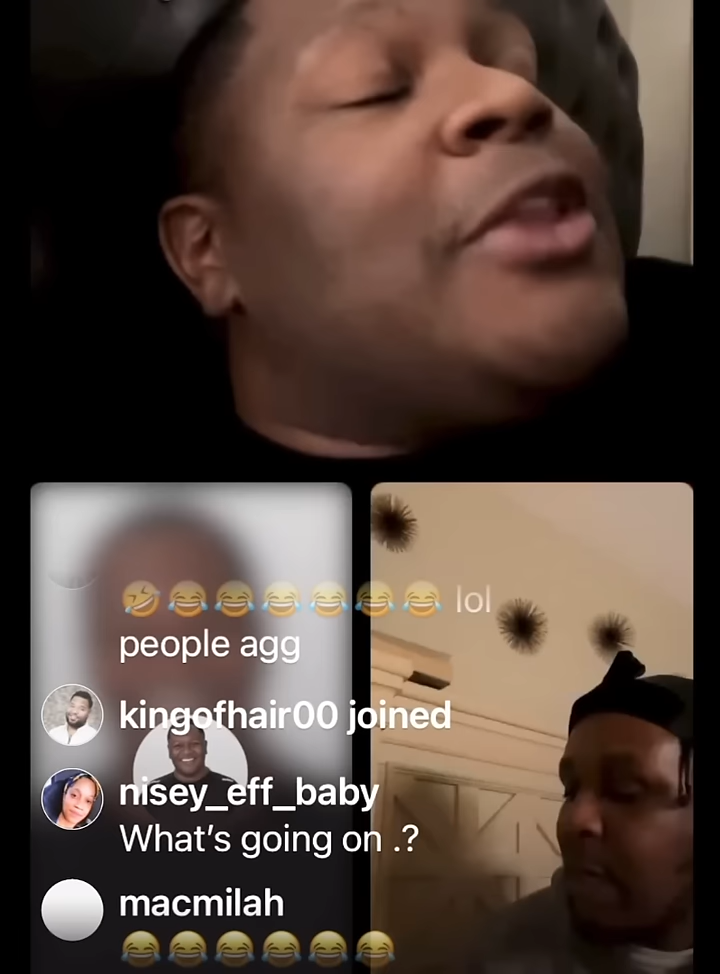 🤣😂😂😂😂😂😂 lol
people agg
kingofhair00 joined
nisey_eff_baby
What's going on .?
macmilah
😂😂😂😂😂😂